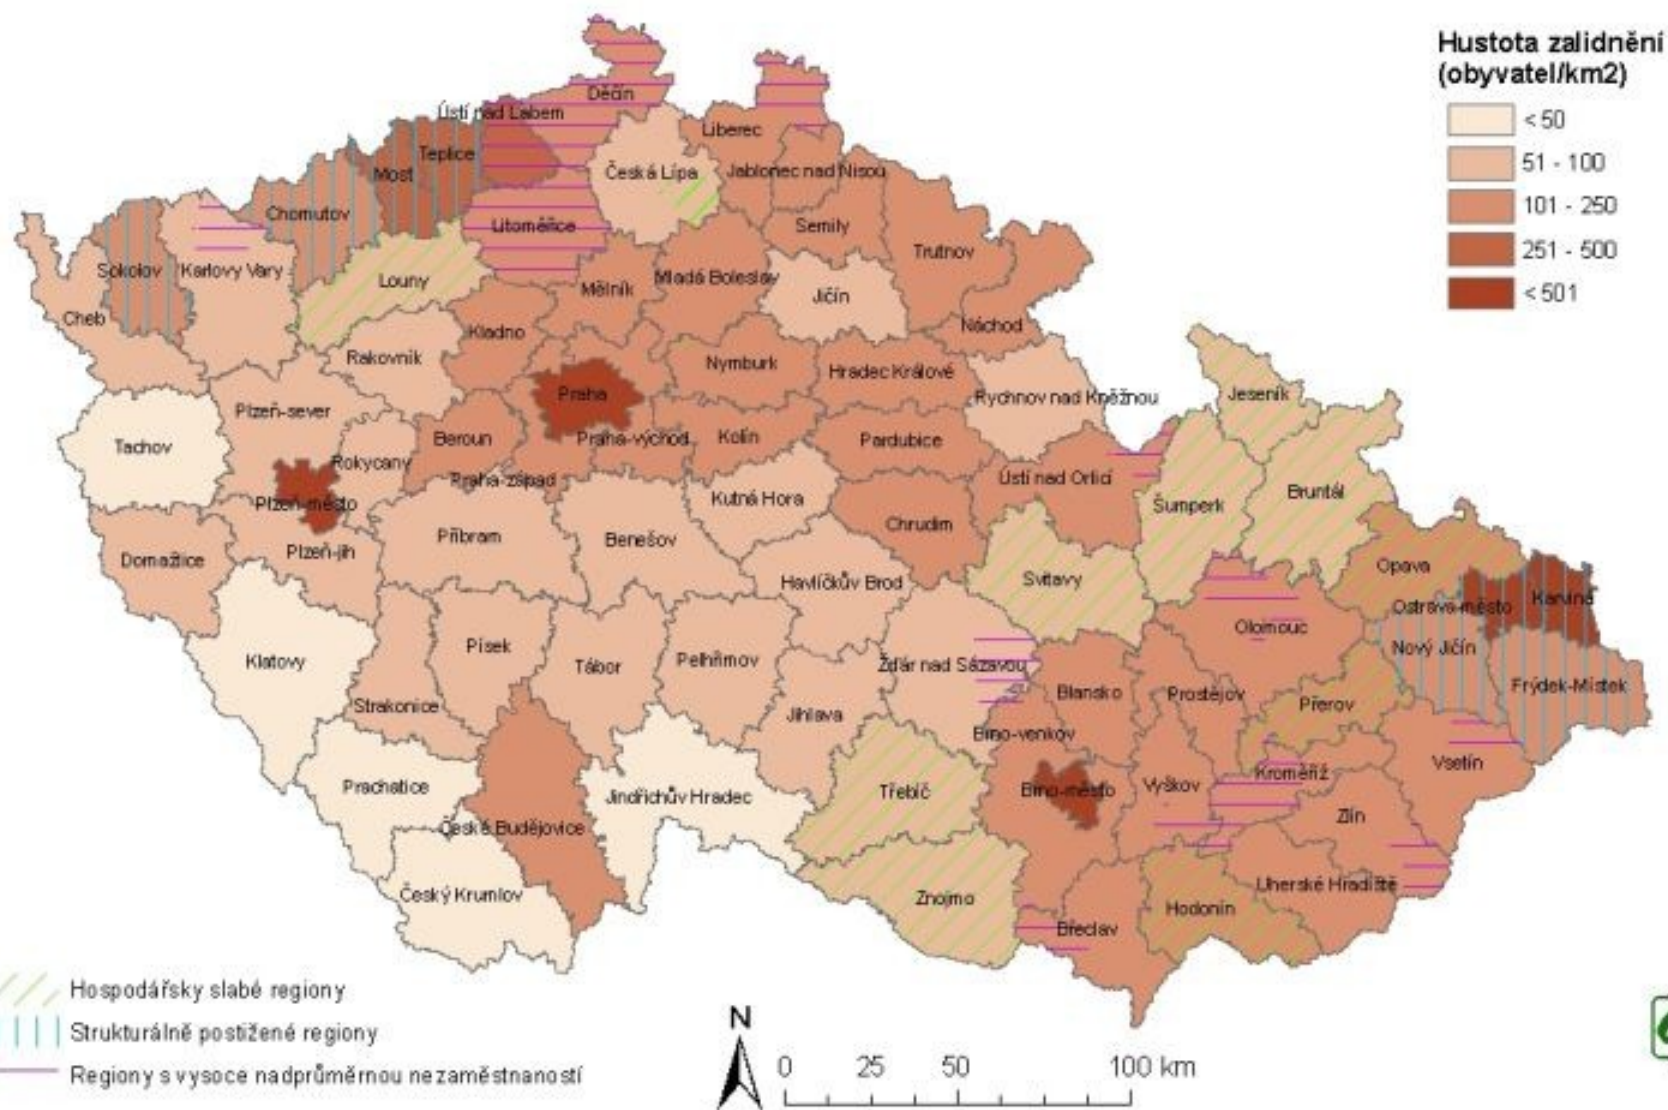 Hustota zalidnění
(obyvatel/km2)
< 50
51 - 100
101 - 250
251 - 500
< 501
Děčín
Ústí nad Labem
Liberec
Teplice
Most
Česká Lípa
Jablonec nad Nisou
Chomutov
Litoměřice
Semily
Trutnov
Sokolov
Karlovy Vary
Louny
Mělník
Mladá Boleslav
Jičín
Cheb
Kladno
Náchod
Rakovník
Nymburk
Hradec Králové
Praha
Rychnov nad Kněžnou
Jeseník
Plzeň-sever
Tachov
Beroun
Praha-východ
Kolín
Pardubice
Rokycany
Praha-západ
Ústí nad Orlicí
Bruntál
Plzeň-město
Kutná Hora
Šumperk
Chrudim
Příbram
Benešov
Plzeň-jih
Domažlice
Havlíčkův Brod
Svitavy
Opava
Ostrava-město
Karviná
Olomouc
Klatovy
Písek
Tábor
Pelhřimov
Žďár nad Sázavou
Nový Jičín
Frýdek-Místek
Blansko
Prostějov
Přerov
Strakonice
Jihlava
Brno-venkov
Vsetín
Kroměříž
Prachatice
Jindřichův Hradec
Třebíč
Brno-město
Vyškov
Zlín
České Budějovice
Český Krumlov
Znojmo
Uherské Hradiště
Hodonín
Břeclav
Hospodářsky slabé regiony
Strukturálně postižené regiony
Regiony s vysoce nadprůměrnou nezaměstnaností
N
0 25 50 100 km